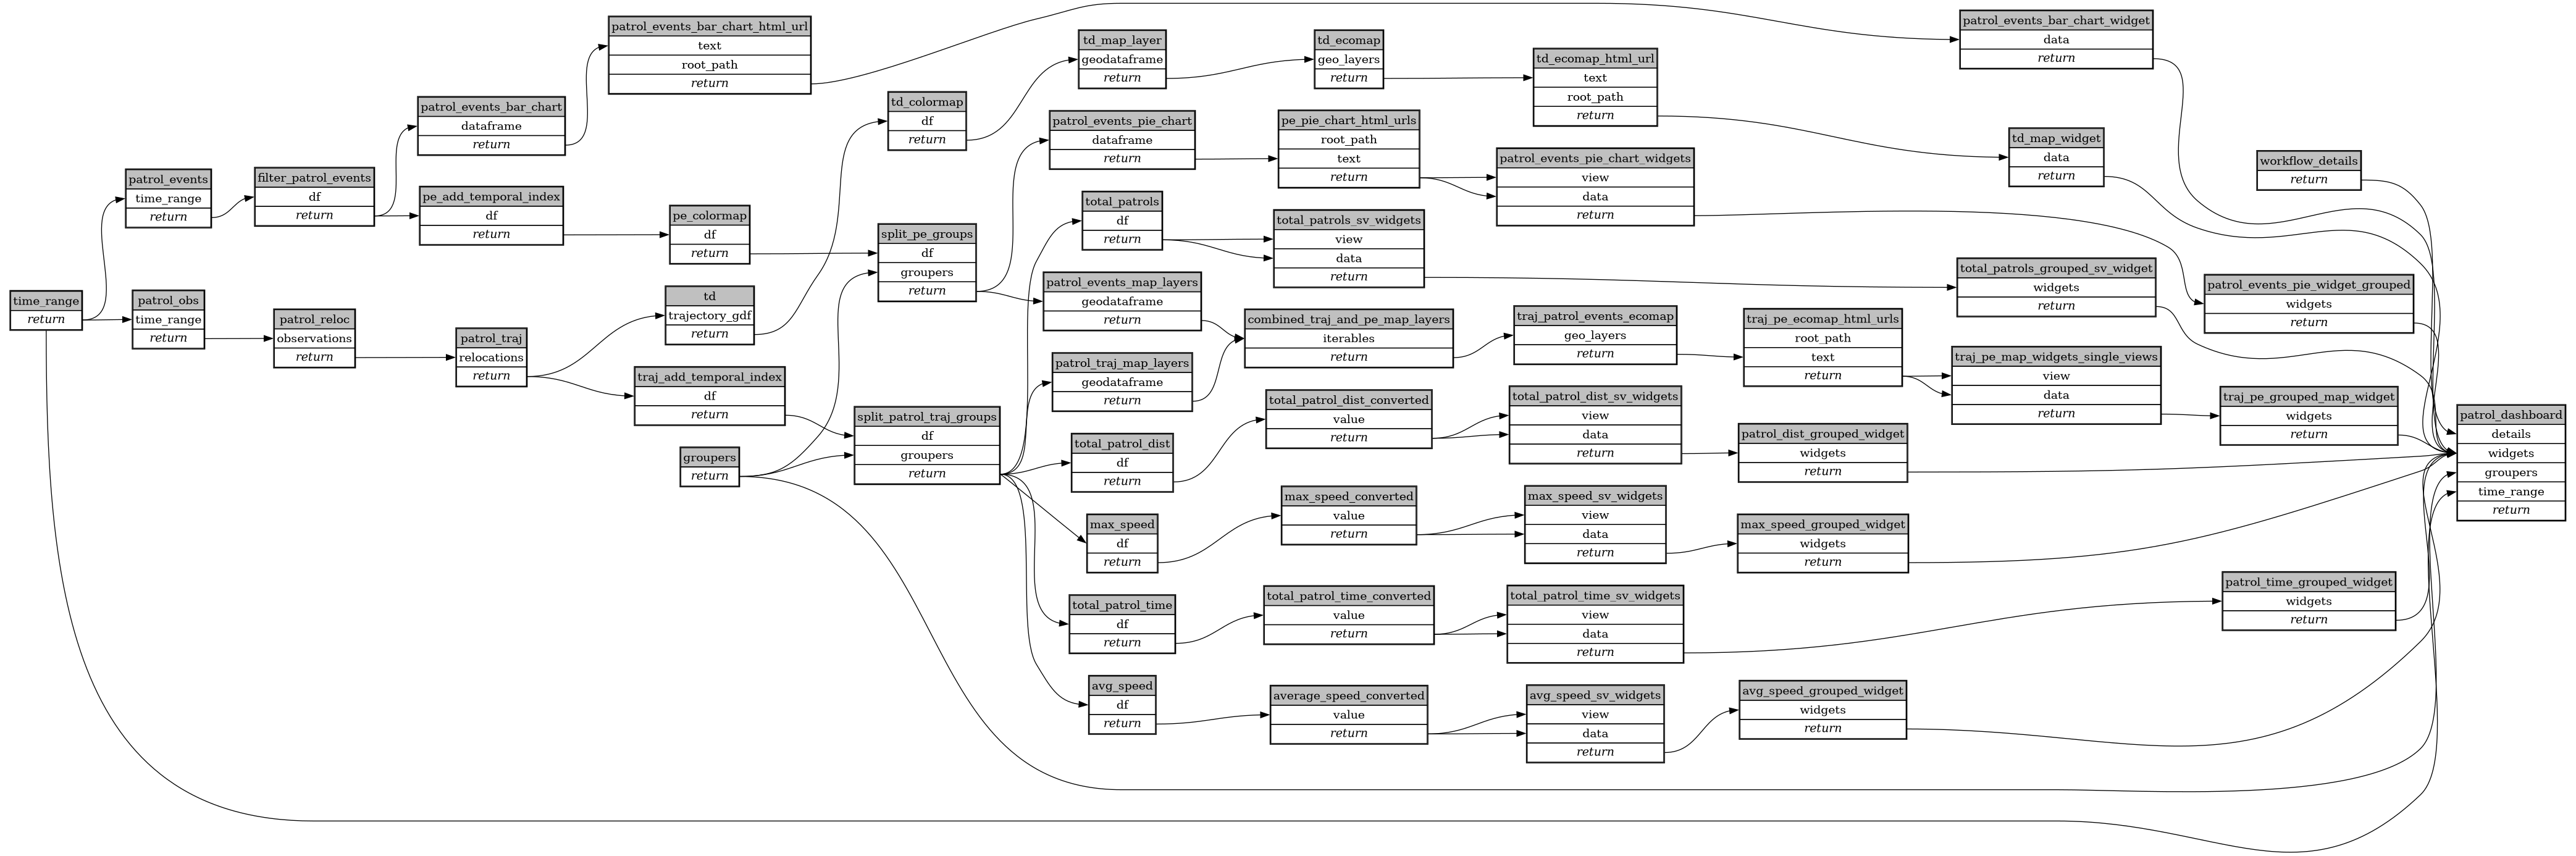 time_range
return
patrol_events
time_range
return
patrol_obs
time_range
return
filter_patrol_events
df
return
patrol_reloc
observations
return
patrol_events_bar_chart
dataframe
return
pe_add_temporal_index
df
return
patrol_traj
relocations
return
patrol_events_bar_chart_html_url
text
root_path
return
pe_colormap
df
return
td
trajectory_gdf
return
traj_add_temporal_index
df
return
groupers
return
td_colormap
df
return
split_pe_groups
df
groupers
return
split_patrol_traj_groups
df
groupers
return
td_map_layer
geodataframe
return
patrol_events_pie_chart
dataframe
return
total_patrols
df
return
patrol_events_map_layers
geodataframe
return
patrol_traj_map_layers
geodataframe
return
total_patrol_dist
df
return
max_speed
df
return
total_patrol_time
df
return
avg_speed
df
return
td_ecomap
geo_layers
return
pe_pie_chart_html_urls
root_path
text
return
total_patrols_sv_widgets
view
data
return
combined_traj_and_pe_map_layers
iterables
return
total_patrol_dist_converted
value
return
max_speed_converted
value
return
total_patrol_time_converted
value
return
average_speed_converted
value
return
td_ecomap_html_url
text
root_path
return
patrol_events_pie_chart_widgets
view
data
return
traj_patrol_events_ecomap
geo_layers
return
total_patrol_dist_sv_widgets
view
data
return
max_speed_sv_widgets
view
data
return
total_patrol_time_sv_widgets
view
data
return
avg_speed_sv_widgets
view
data
return
traj_pe_ecomap_html_urls
root_path
text
return
patrol_dist_grouped_widget
widgets
return
max_speed_grouped_widget
widgets
return
avg_speed_grouped_widget
widgets
return
patrol_events_bar_chart_widget
data
return
td_map_widget
data
return
total_patrols_grouped_sv_widget
widgets
return
traj_pe_map_widgets_single_views
view
data
return
workflow_details
return
patrol_events_pie_widget_grouped
widgets
return
traj_pe_grouped_map_widget
widgets
return
patrol_time_grouped_widget
widgets
return
patrol_dashboard
details
widgets
groupers
time_range
return